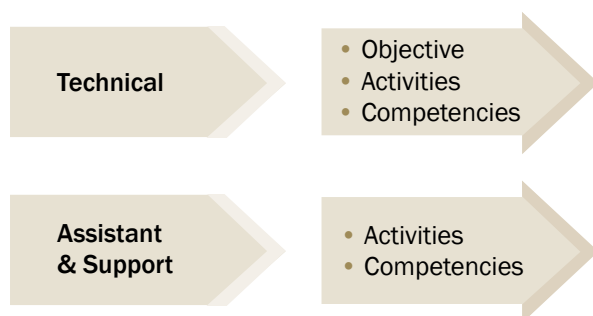 Technical
• Objective
• Activities
• Competencies
Assistant
& Support
• Activities
• Competencies